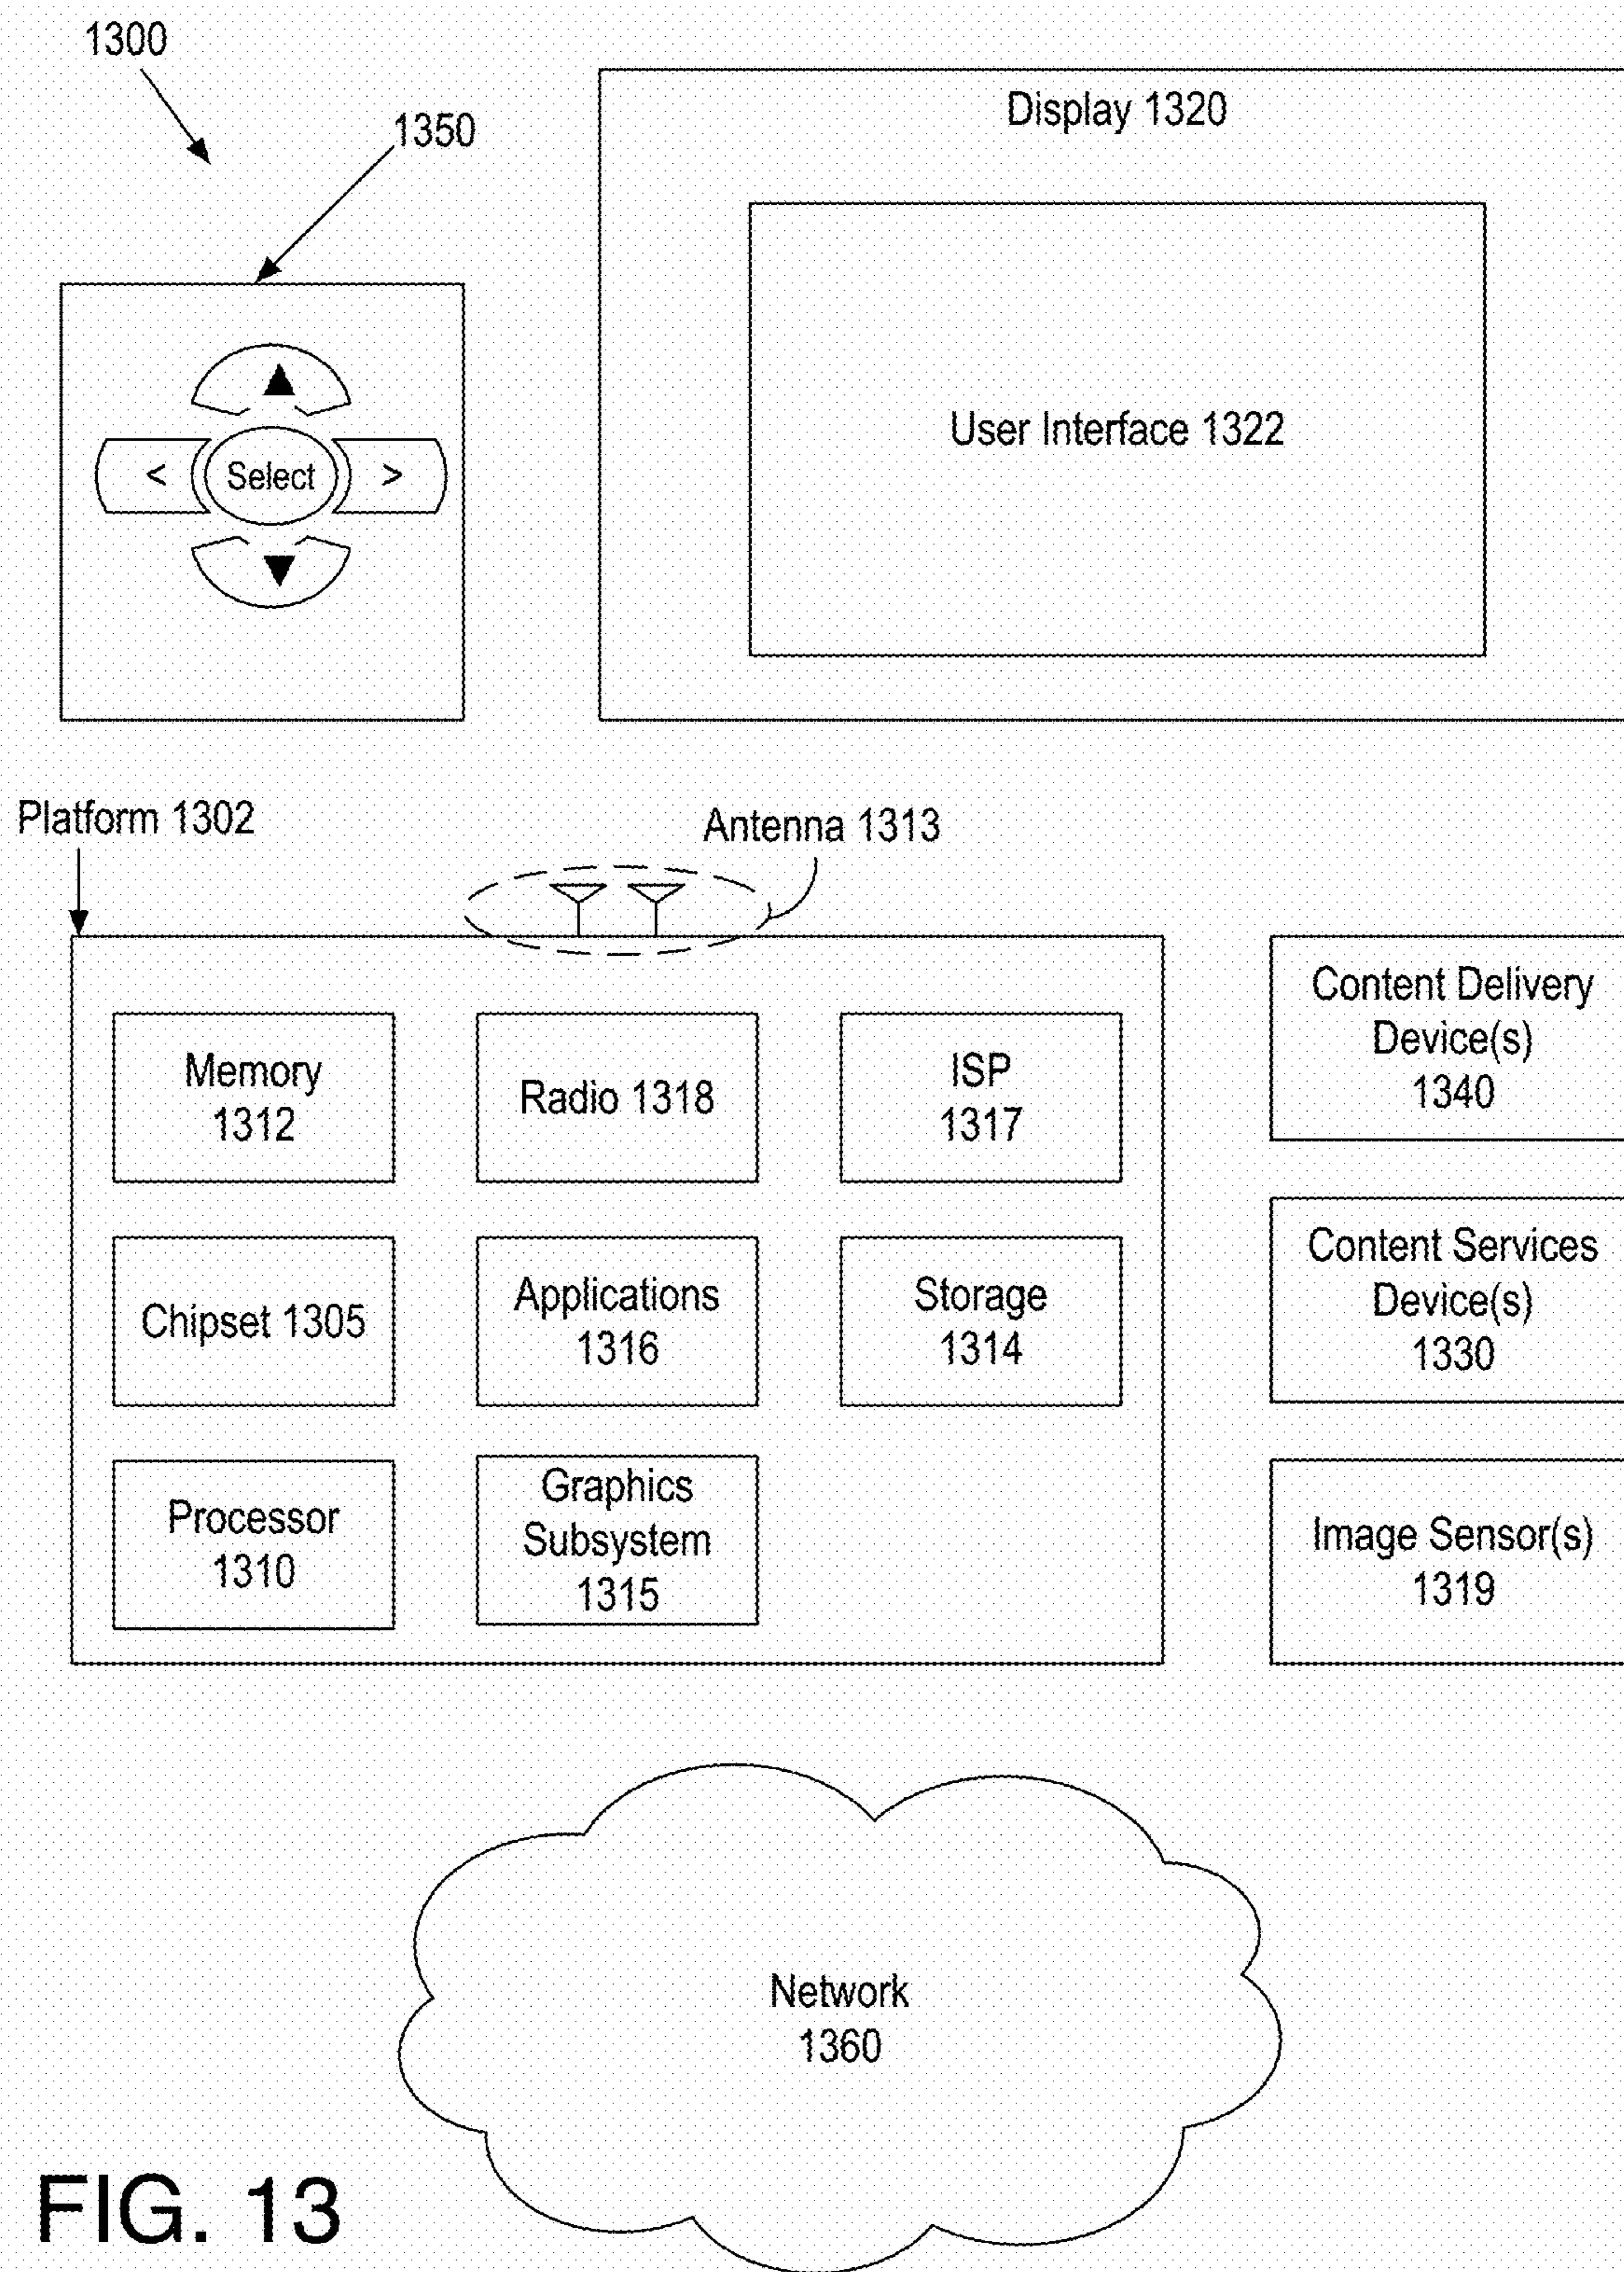 1300
1350
Display 1320
User Interface 1322
<
Select
>
Platform 1302
Antenna 1313
Memory
1312
Radio 1318
ISP
1317
Content Delivery
Device(s)
1340
Chipset 1305
Applications
1316
Storage
1314
Content Services
Device(s)
1330
Processor
1310
Graphics
Subsystem
1315
Image Sensor(s)
1319
Network
1360
FIG. 13